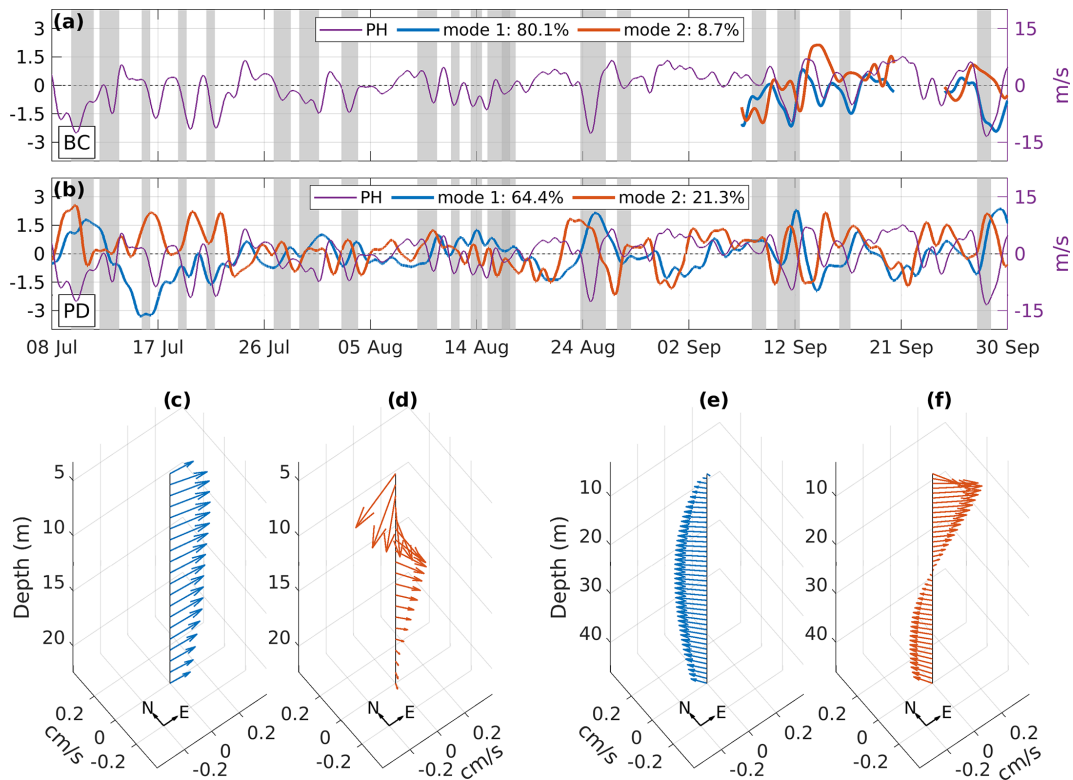 (a)
PH mode 1: 80.1% mode 2: 8.7%
3
1.5
0
-1.5
-3
BC
15
0
-15
m/s
(b)
PH mode 1: 64.4% mode 2: 21.3%
3
1.5
0
-1.5
-3
PD
15
0
-15
m/s
08 Jul 17 Jul 26 Jul 05 Aug 14 Aug 24 Aug 02 Sep 12 Sep 21 Sep 30 Sep
(c) (d) (e) (f)
Depth (m)
5
10
15
20
0.2
0
-0.2
cm/s
N
E
-0.2
0
0.2
5
10
15
20
0.2
0
-0.2
N
E
-0.2
0
0.2
cm/s
Depth (m)
10
20
30
40
0.2
0
-0.2
cm/s
N
E
-0.2
0
0.2
10
20
30
40
0.2
0
-0.2
N
E
-0.2
0
0.2
cm/s